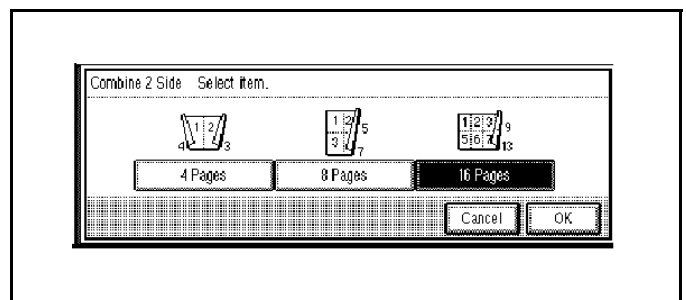 Combine 2 Side Select item.
1 2
4 3
1 2 5
3 7
1 2 3 9
5 6 7 13
4 Pages 8 Pages 16 Pages
Cancel OK